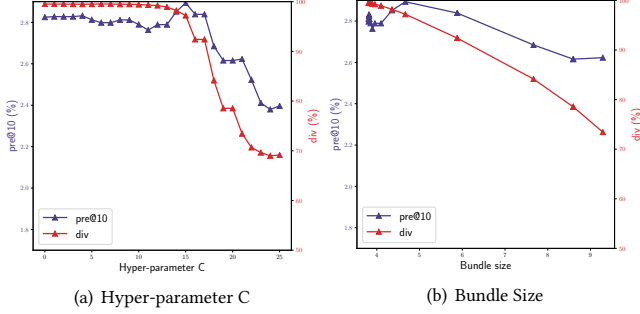 2.8
2.6
2.4
2.2
2.0
1.8
pre@10 (%)
100
90
80
70
60
50
div (%)
pre@10
div
0 5 10 15 20 25
Hyper-parameter C
(a) Hyper-parameter C
2.8
2.6
2.4
2.2
2.0
1.8
pre@10 (%)
100
90
80
70
60
50
div (%)
pre@10
div
4 5 6 7 8 9
Bundle size
(b) Bundle Size